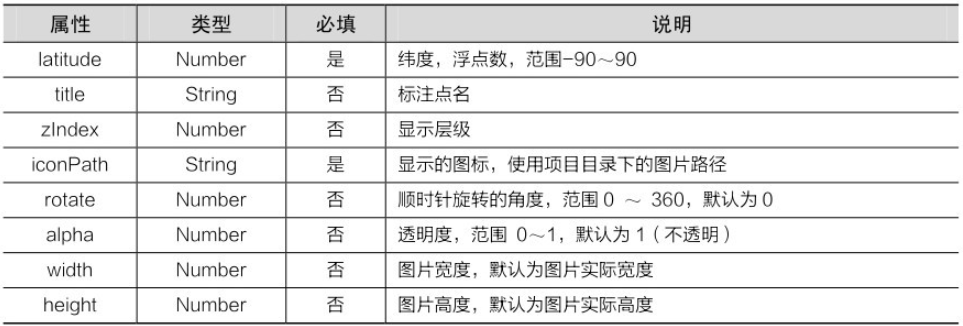 属性 类型 必填 说明
latitude Number 是 纬度，浮点数，范围-90～90
title String 否 标注点名
zIndex Number 否 显示层级
iconPath String 是 显示的图标，使用项目目录下的图片路径
rotate Number 否 顺时针旋转的角度，范围 0 ～ 360，默认为 0
alpha Number 否 透明度，范围 0～1，默认为 1（不透明）
width Number 否 图片宽度，默认为图片实际宽度
height Number 否 图片高度，默认为图片实际高度